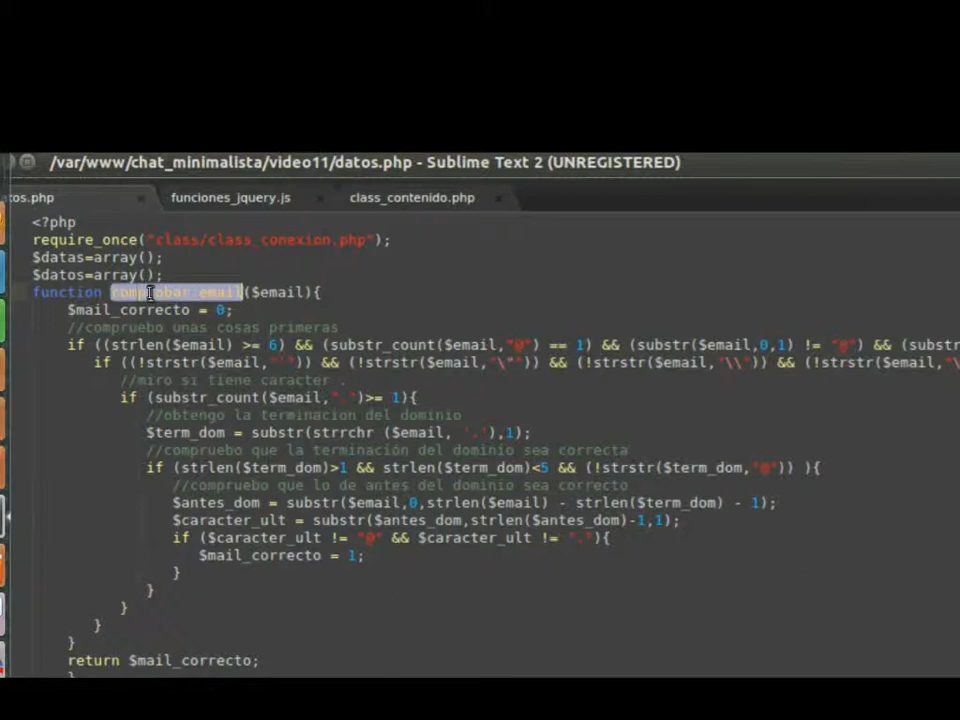 /var/www/chat_minimalista/video11/datos.php - Sublime Text 2 (UNREGISTERED)
tos.php funciones_jquery.js class_contenido.php
<?php
require_once("class/class_conexion.php");
$datas=array();
$datos=array();
function comprobar_email($email){
$mail_correcto = 0;
//compruebo unas cosas primeras
if ((strlen($email) >= 6) && (substr_count($email,"@") == 1) && (substr($email,0,1) != "@") && (subst
if ((!strstr($email,"'")) && (!strstr($email,"\"")) && (!strstr($email,"\\")) && (!strstr($email,"\
//miro si tiene caracter .
if (substr_count($email,".")>= 1){
//obtengo la terminacion del dominio
$term_dom = substr(strrchr ($email, '.'),1);
//compruebo que la terminación del dominio sea correcta
if (strlen($term_dom)>1 && strlen($term_dom)<5 && (!strstr($term_dom,"@")) ){
//compruebo que lo de antes del dominio sea correcto
$antes_dom = substr($email,0,strlen($email) - strlen($term_dom) - 1);
$caracter_ult = substr($antes_dom,strlen($antes_dom)-1,1);
if ($caracter_ult != "@" && $caracter_ult != "."){
$mail_correcto = 1;
}
}
}
}
}
return $mail_correcto;
}